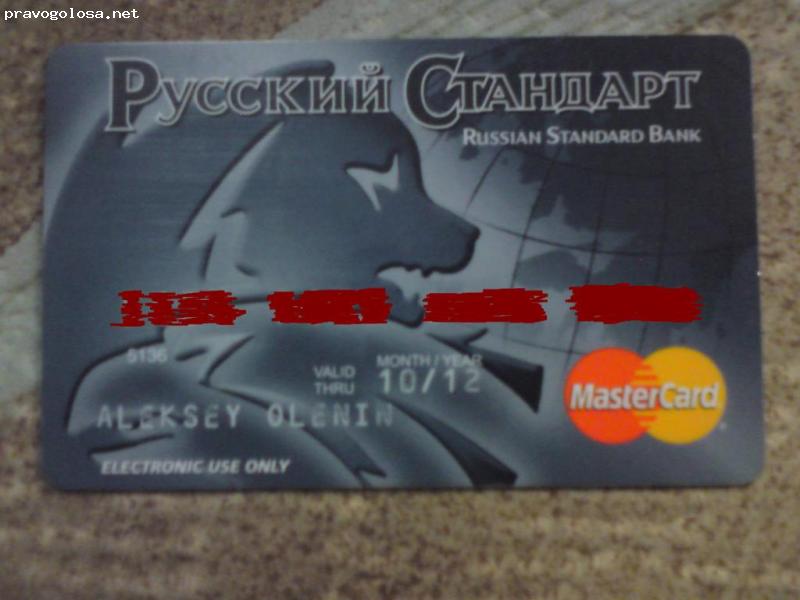 pravogolosa.net
Русский Стандарт
Russian Standard Bank
5136
VALID THRU
MONTH / YEAR
10/12
MasterCard
ALEKSEY OLENIN
ELECTRONIC USE ONLY